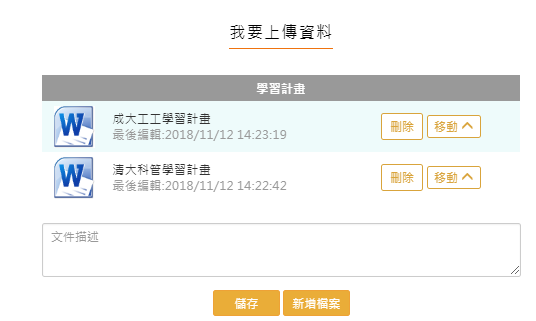 我要上傳資料
學習計畫
成大工工學習計畫
最後編輯:2018/11/12 14:23:19
刪除 移動
清大科管學習計畫
最後編輯:2018/11/12 14:22:42
刪除 移動
文件描述
儲存 新增檔案